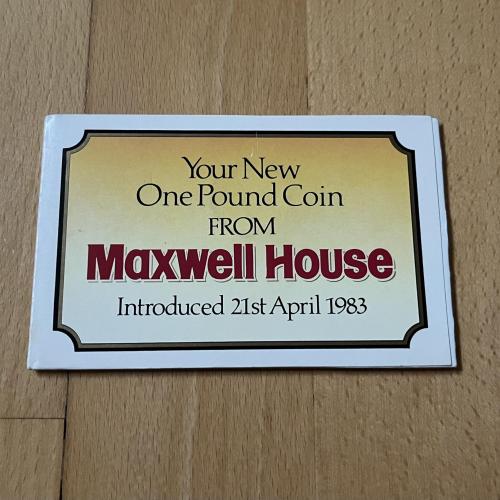 Your New
One Pound Coin
FROM
Maxwell House
Introduced 21st April 1983